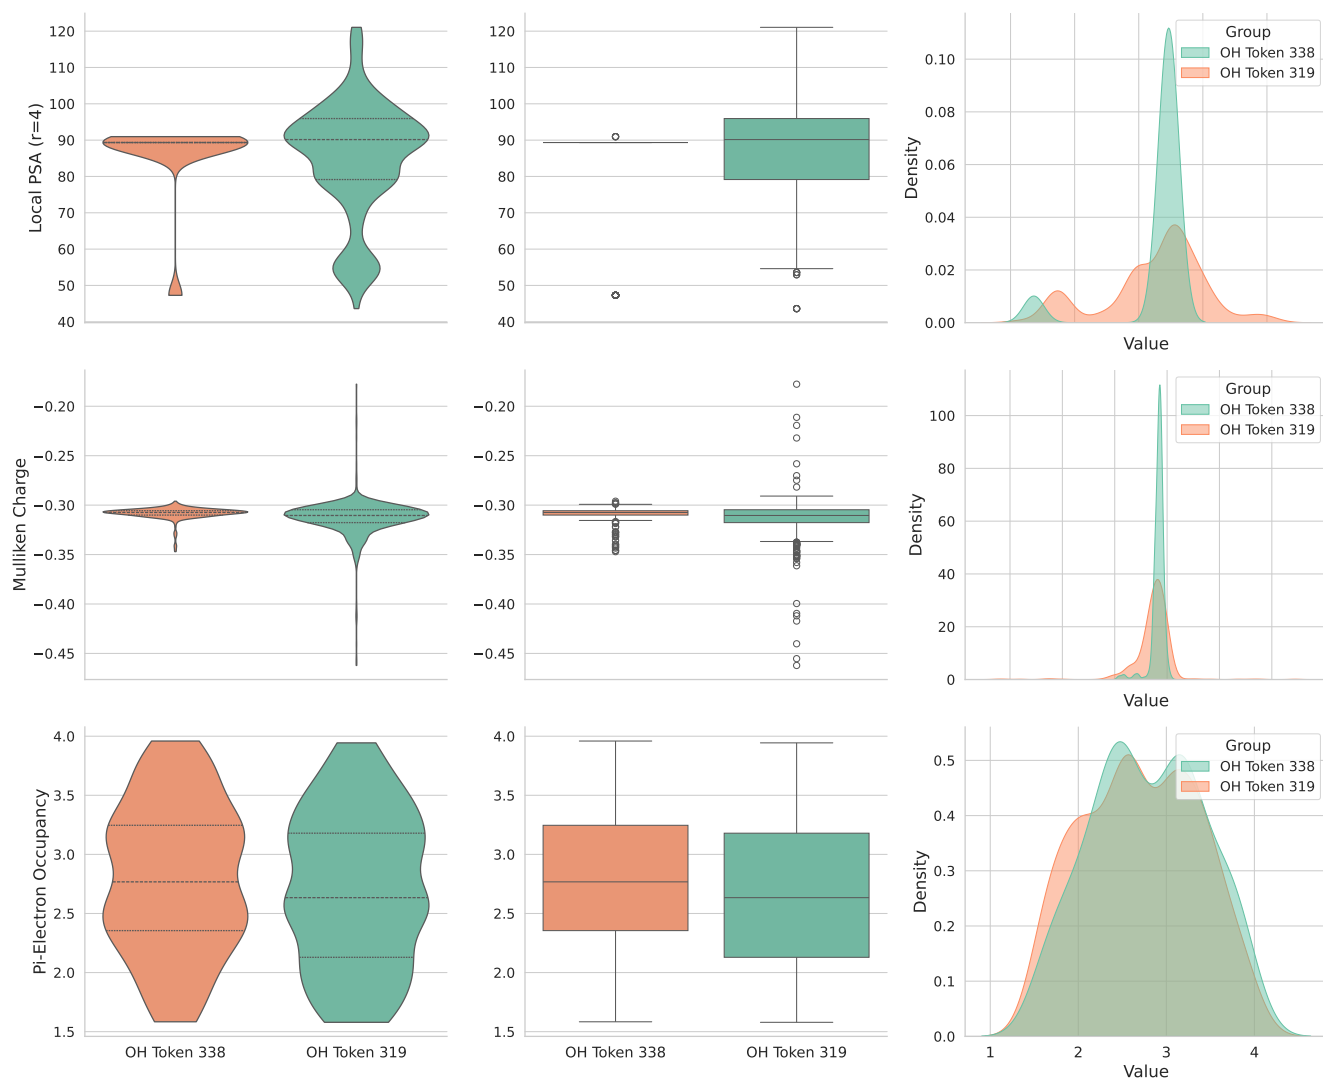 Local PSA (r=4)
120
110
100
90
80
70
60
50
40
120
110
100
90
80
70
60
50
40
Density
0.10
0.08
0.06
0.04
0.02
0.00
Group
OH Token 338
OH Token 319
Value
Mulliken Charge
−0.20
−0.25
−0.30
−0.35
−0.40
−0.45
−0.20
−0.25
−0.30
−0.35
−0.40
−0.45
Density
100
80
60
40
20
0
Group
OH Token 338
OH Token 319
Value
Pi-Electron Occupancy
4.0
3.5
3.0
2.5
2.0
1.5
OH Token 338
OH Token 319
4.0
3.5
3.0
2.5
2.0
1.5
OH Token 338
OH Token 319
Density
0.5
0.4
0.3
0.2
0.1
0.0
Group
OH Token 338
OH Token 319
1 2 3 4
Value